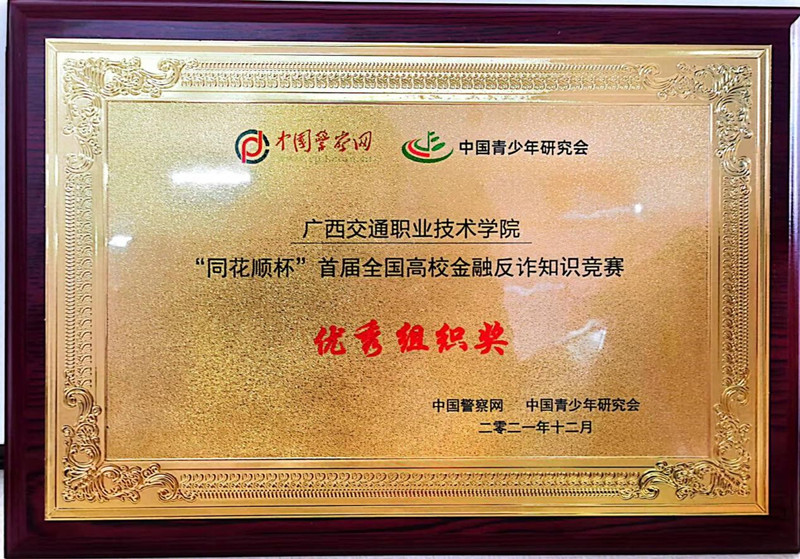 中国警察网 中国青少年研究会
广西交通职业技术学院
“同花顺杯”首届全国高校金融反诈知识竞赛
优秀组织奖
中国警察网 中国青少年研究会
二零二一年十二月